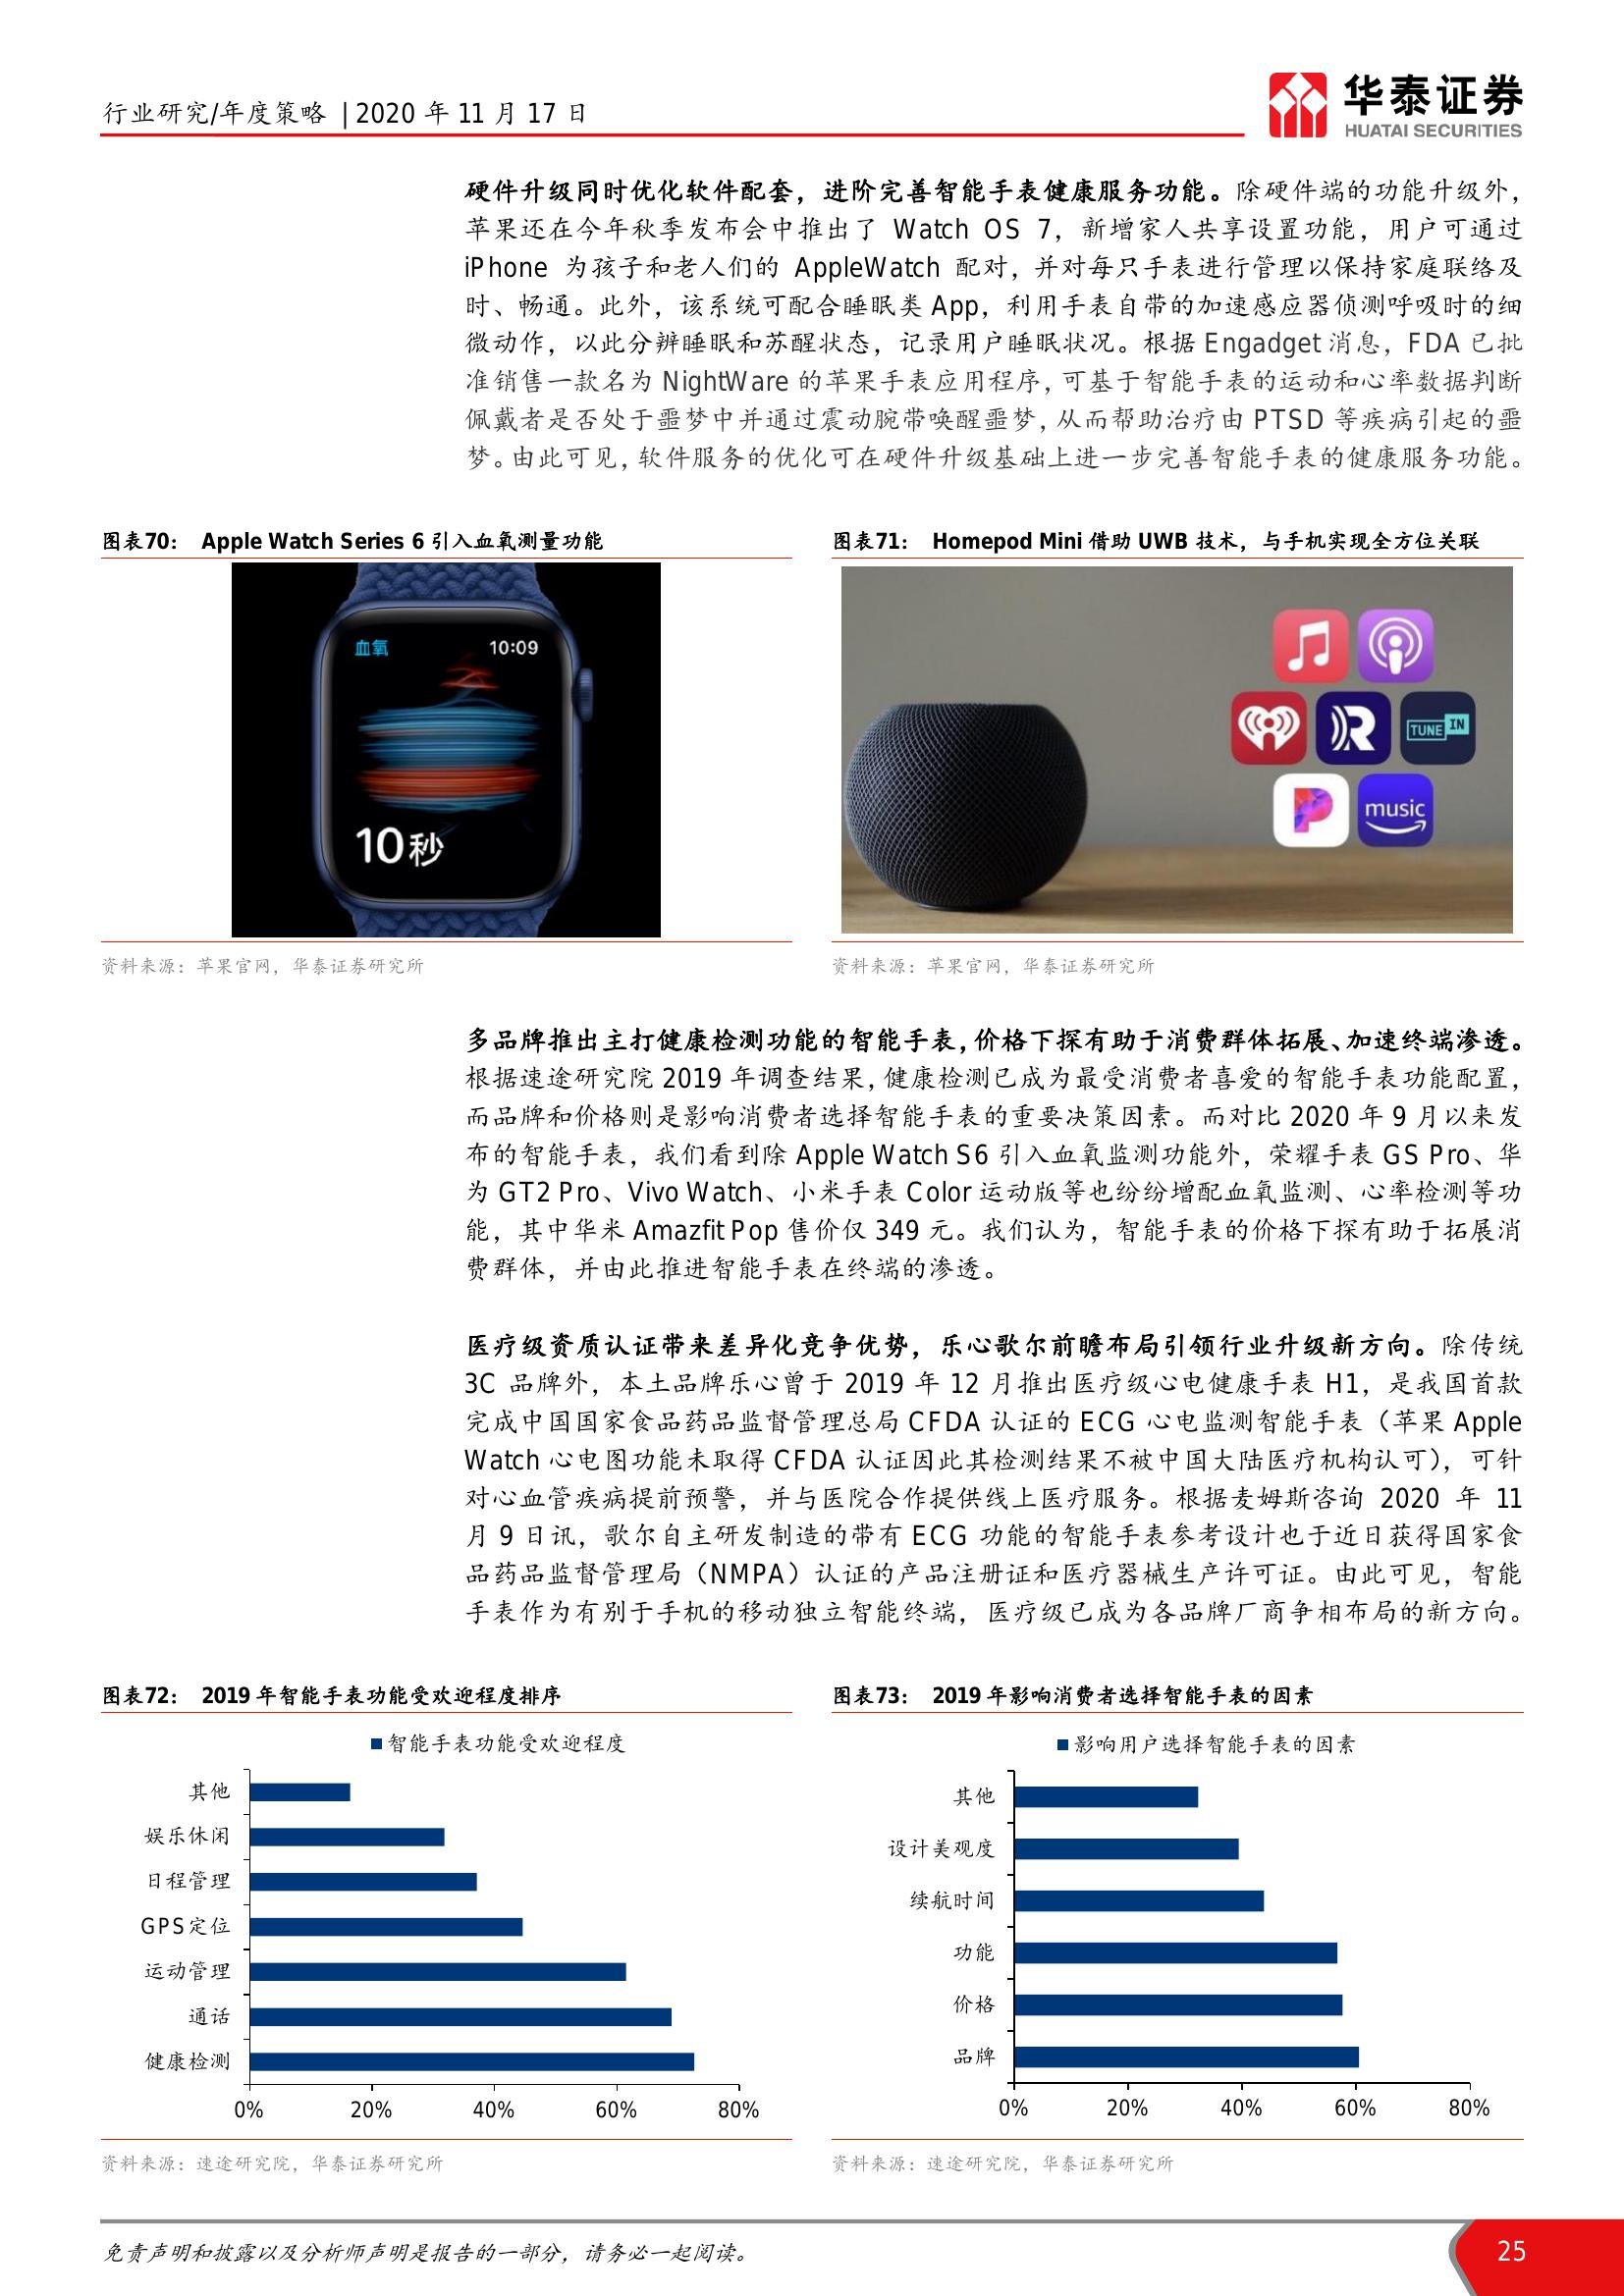 行业研究/年度策略 | 2020 年 11 月 17 日
华泰证券
HUATAI SECURITIES
硬件升级同时优化软件配套，进阶完善智能手表健康服务功能。除硬件端的功能升级外，
苹果还在今年秋季发布会中推出了 Watch OS 7，新增家人共享设置功能，用户可通过
iPhone 为孩子和老人们的 AppleWatch 配对，并对每只手表进行管理以保持家庭联络及
时、畅通。此外，该系统可配合睡眠类 App，利用手表自带的加速感应器侦测呼吸时的细
微动作，以此分辨睡眠和苏醒状态，记录用户睡眠状况。根据 Engadget 消息，FDA 已批
准销售一款名为 NightWare 的苹果手表应用程序，可基于智能手表的运动和心率数据判断
佩戴者是否处于噩梦中并通过震动腕带唤醒噩梦，从而帮助治疗由 PTSD 等疾病引起的噩
梦。由此可见，软件服务的优化可在硬件升级基础上进一步完善智能手表的健康服务功能。
图表70： Apple Watch Series 6 引入血氧测量功能
血氧 10:09
10秒
资料来源：苹果官网，华泰证券研究所
图表71： Homepod Mini 借助 UWB 技术，与手机实现全方位关联
TUNE IN
music
资料来源：苹果官网，华泰证券研究所
多品牌推出主打健康检测功能的智能手表，价格下探有助于消费群体拓展、加速终端渗透。
根据速途研究院 2019 年调查结果，健康检测已成为最受消费者喜爱的智能手表功能配置，
而品牌和价格则是影响消费者选择智能手表的重要决策因素。而对比 2020 年 9 月以来发
布的智能手表，我们看到除 Apple Watch S6 引入血氧监测功能外，荣耀手表 GS Pro、华
为 GT2 Pro、Vivo Watch、小米手表 Color 运动版等也纷纷增配血氧监测、心率检测等功
能，其中华米 Amazfit Pop 售价仅 349 元。我们认为，智能手表的价格下探有助于拓展消
费群体，并由此推进智能手表在终端的渗透。
医疗级资质认证带来差异化竞争优势，乐心歌尔前瞻布局引领行业升级新方向。除传统
3C 品牌外，本土品牌乐心曾于 2019 年 12 月推出医疗级心电健康手表 H1，是我国首款
完成中国国家食品药品监督管理总局 CFDA 认证的 ECG 心电监测智能手表（苹果 Apple
Watch 心电图功能未取得 CFDA 认证因此其检测结果不被中国大陆医疗机构认可），可针
对心血管疾病提前预警，并与医院合作提供线上医疗服务。根据麦姆斯咨询 2020 年 11
月 9 日讯，歌尔自主研发制造的带有 ECG 功能的智能手表参考设计也于近日获得国家食
品药品监督管理局（NMPA）认证的产品注册证和医疗器械生产许可证。由此可见，智能
手表作为有别于手机的移动独立智能终端，医疗级已成为各品牌厂商争相布局的新方向。
图表72： 2019 年智能手表功能受欢迎程度排序
智能手表功能受欢迎程度
其他
娱乐休闲
日程管理
GPS定位
运动管理
通话
健康检测
0% 20% 40% 60% 80%
资料来源：速途研究院，华泰证券研究所
图表73： 2019 年影响消费者选择智能手表的因素
影响用户选择智能手表的因素
其他
设计美观度
续航时间
功能
价格
品牌
0% 20% 40% 60% 80%
资料来源：速途研究院，华泰证券研究所
免责声明和披露以及分析师声明是报告的一部分，请务必一起阅读。
25